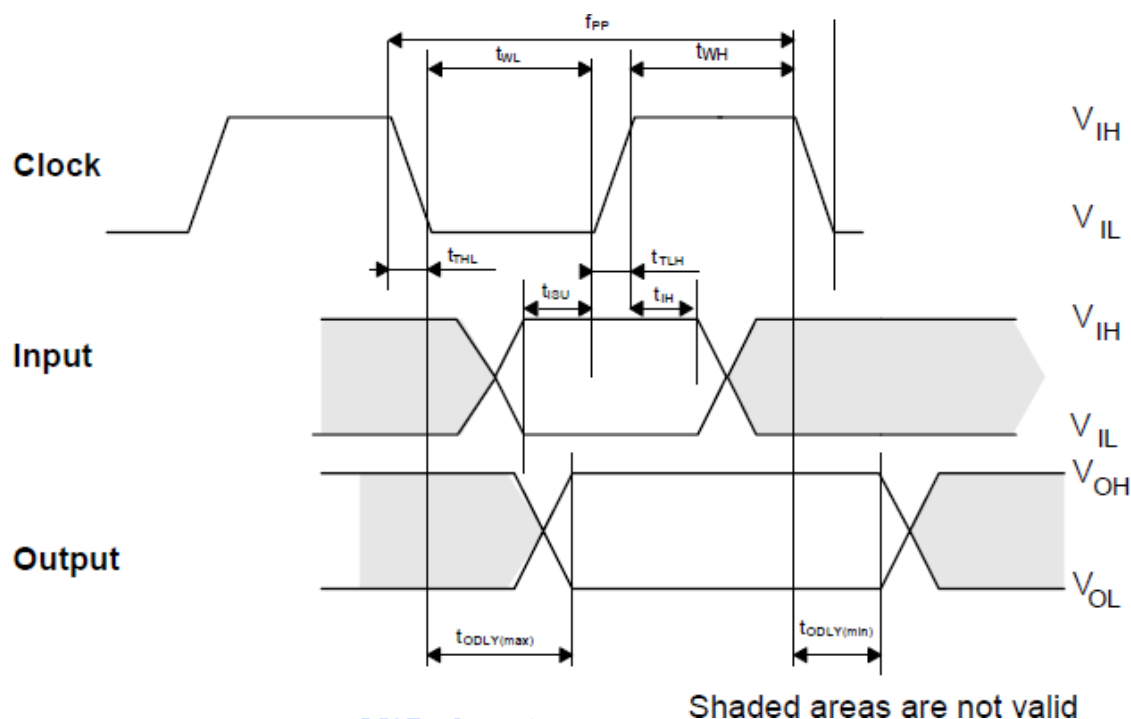 fPP
tWL
tWH
VIH
Clock
VIL
tTHL
tTLH
tISU
tIH
VIH
Input
VIL
VOH
Output
VOL
tODLY(max)
tODLY(min)
Shaded areas are not valid